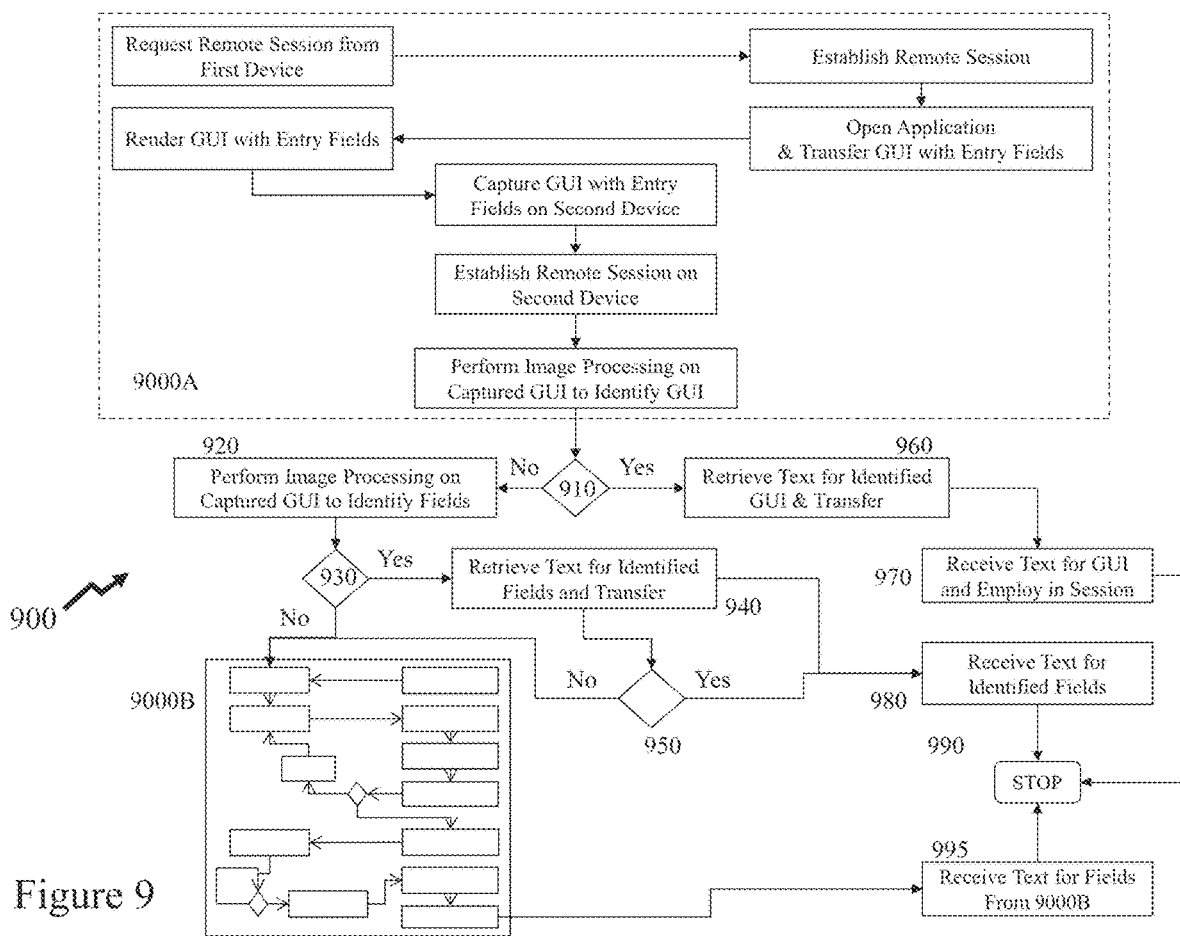 Request Remote Session from
First Device
Establish Remote Session
Render GUI with Entry Fields
Open Application
& Transfer GUI with Entry Fields
Capture GUI with Entry
Fields on Second Device
Establish Remote Session on
Second Device
Perform Image Processing on
Captured GUI to Identify GUI
9000A
920
Perform Image Processing on
Captured GUI to Identify Fields
No
910
Yes
960
Retrieve Text for Identified
GUI & Transfer
930
Yes
Retrieve Text for Identified
Fields and Transfer
940
970
Receive Text for GUI
and Employ in Session
900
No
9000B
No
Yes
950
Receive Text for
Identified Fields
980
990
STOP
995
Receive Text for Fields
From 9000B
Figure 9